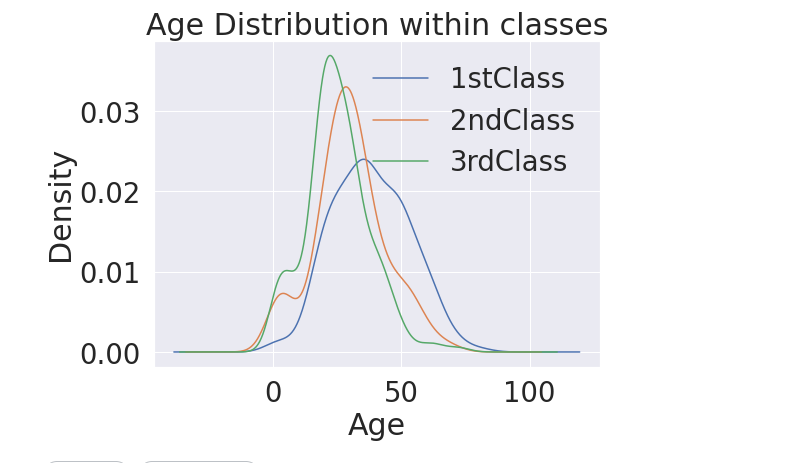 Age Distribution within classes
1stClass
2ndClass
3rdClass
Density
0.03
0.02
0.01
0.00
0
50
100
Age